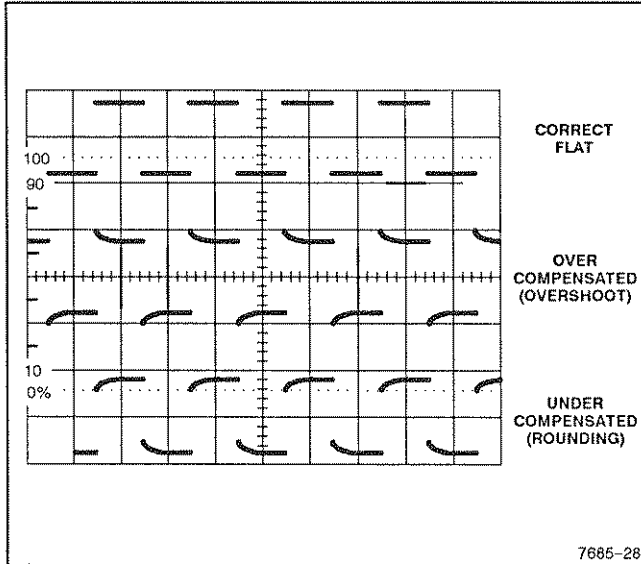 CORRECT
FLAT
100
90
OVER
COMPENSATED
(OVERSHOOT)
10
0%
UNDER
COMPENSATED
(ROUNDING)
7685-28